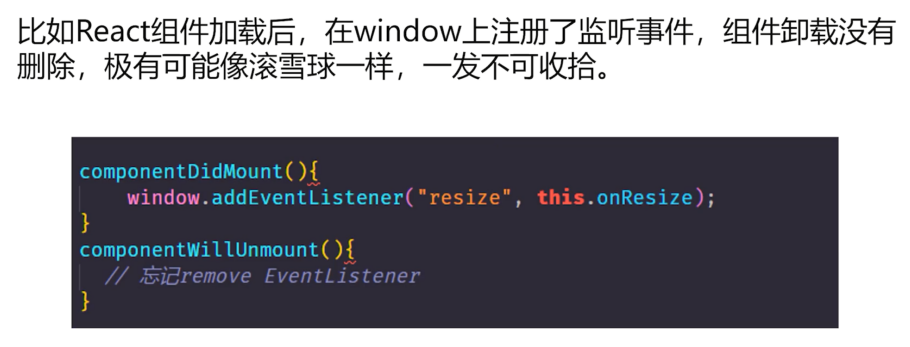 比如React组件加载后，在window上注册了监听事件，组件卸载没有
删除，极有可能像滚雪球一样，一发不可收拾。
componentDidMount(){
    window.addEventListener("resize", this.onResize);
}
componentWillUnmount(){
  // 忘记remove EventListener
}